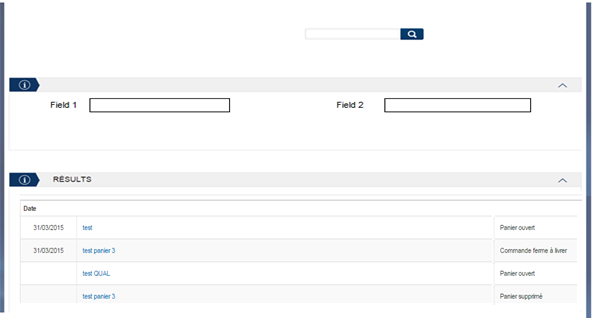 Field 1 Field 2
RÉSULTS
Date
31/03/2015 test Panier ouvert
31/03/2015 test panier 3 Commande ferme à livrer
test QUAL Panier ouvert
test panier 3 Panier supprimé